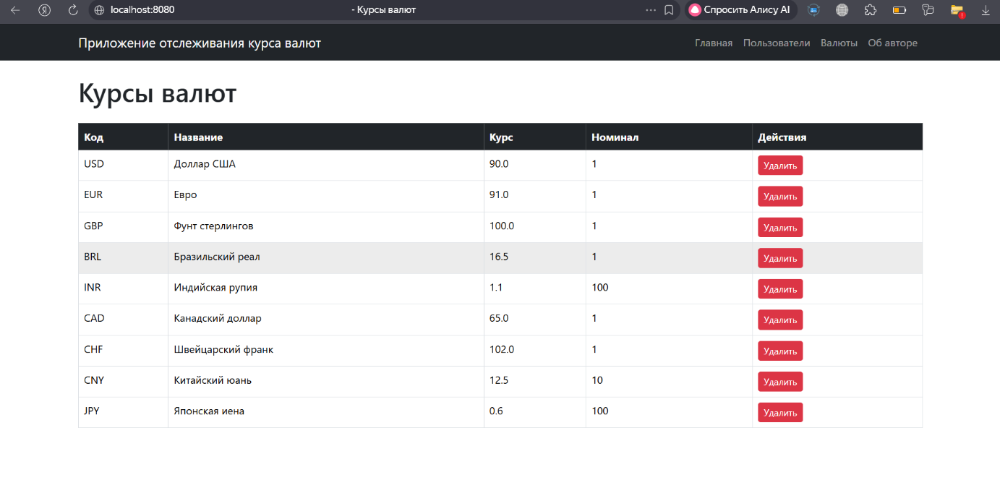 localhost:8080 - Курсы валют ··· Спросить Алису AI
Приложение отслеживания курса валют Главная Пользователи Валюты Об авторе
Курсы валют
Код Название Курс Номинал Действия
USD Доллар США 90.0 1 Удалить
EUR Евро 91.0 1 Удалить
GBP Фунт стерлингов 100.0 1 Удалить
BRL Бразильский реал 16.5 1 Удалить
INR Индийская рупия 1.1 100 Удалить
CAD Канадский доллар 65.0 1 Удалить
CHF Швейцарский франк 102.0 1 Удалить
CNY Китайский юань 12.5 10 Удалить
JPY Японская иена 0.6 100 Удалить